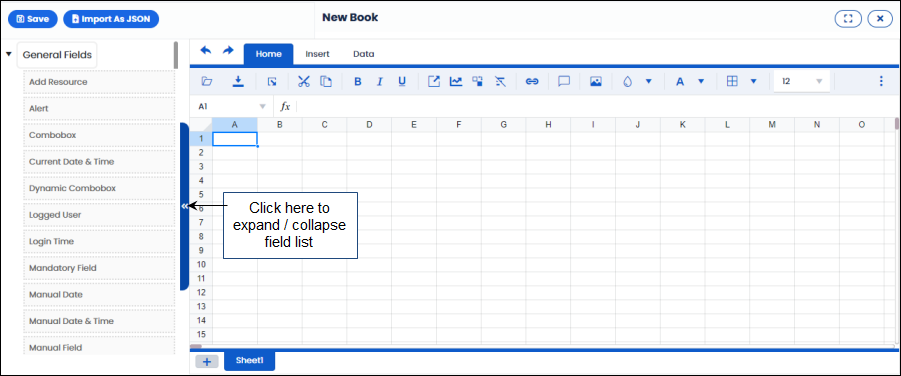 Save
Import As JSON
New Book
General Fields
Add Resource
Alert
Combobox
Current Date & Time
Dynamic Combobox
Logged User
Login Time
Mandatory Field
Manual Date
Manual Date & Time
Manual Field
Home
Insert
Data
B I U
A
12
A1
fx
A B C D E F G H I J K L M N O
1
2
3
4
5
6
7
8
9
10
11
12
13
14
15
Click here to
expand / collapse
field list
Sheet1